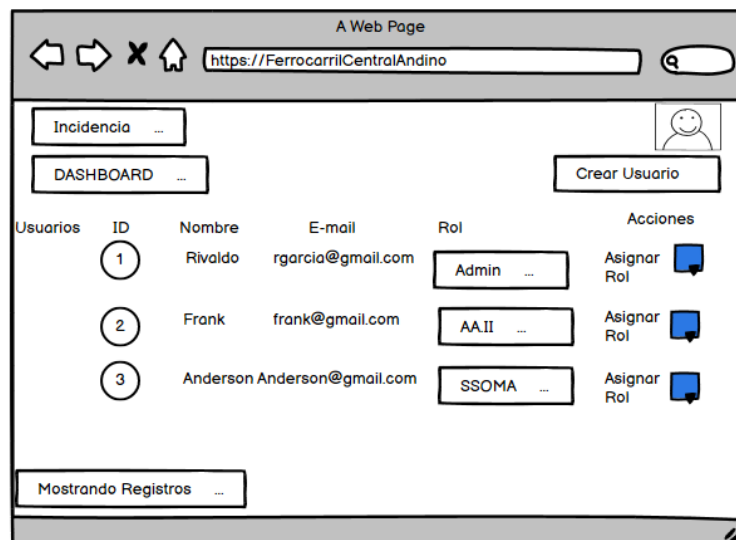 A Web Page
https://FerrocarrilCentralAndino
Incidencia ...
DASHBOARD ...
Crear Usuario
Usuarios ID Nombre E-mail Rol Acciones
1 Rivaldo rgarcia@gmail.com Admin ... Asignar
Rol
2 Frank frank@gmail.com AA.II ... Asignar
Rol
3 Anderson Anderson@gmail.com SSOMA ... Asignar
Rol
Mostrando Registros ...